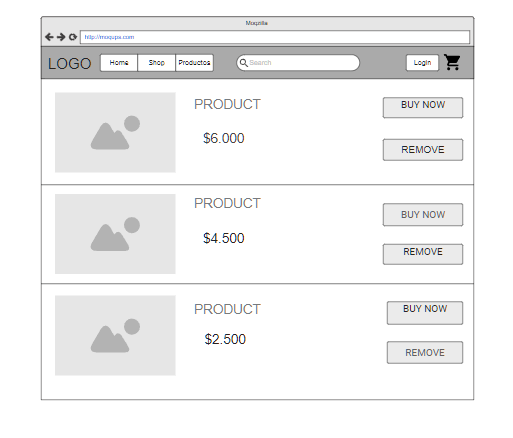 Moqzilla
http://moqups.com
LOGO Home Shop Productos Search Login
PRODUCT BUY NOW
$6.000
REMOVE
PRODUCT
BUY NOW
$4.500
REMOVE
PRODUCT BUY NOW
$2.500
REMOVE